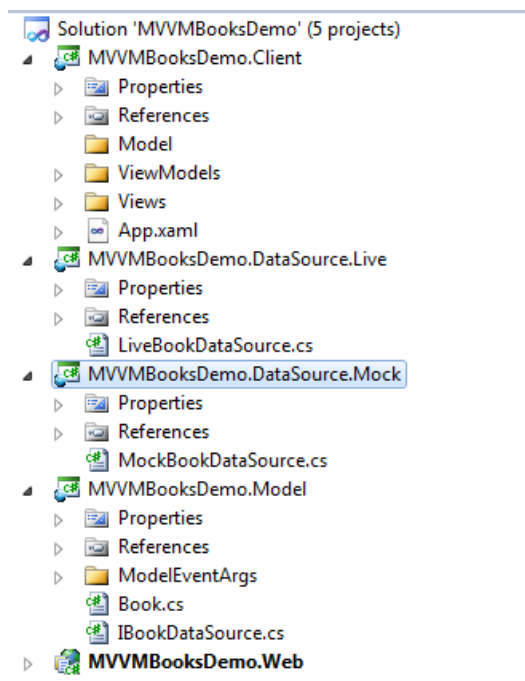 Solution 'MVVMBooksDemo' (5 projects)
MVVMBooksDemo.Client
Properties
References
Model
ViewModels
Views
App.xaml
MVVMBooksDemo.DataSource.Live
Properties
References
LiveBookDataSource.cs
MVVMBooksDemo.DataSource.Mock
Properties
References
MockBookDataSource.cs
MVVMBooksDemo.Model
Properties
References
ModelEventArgs
Book.cs
IBookDataSource.cs
MVVMBooksDemo.Web